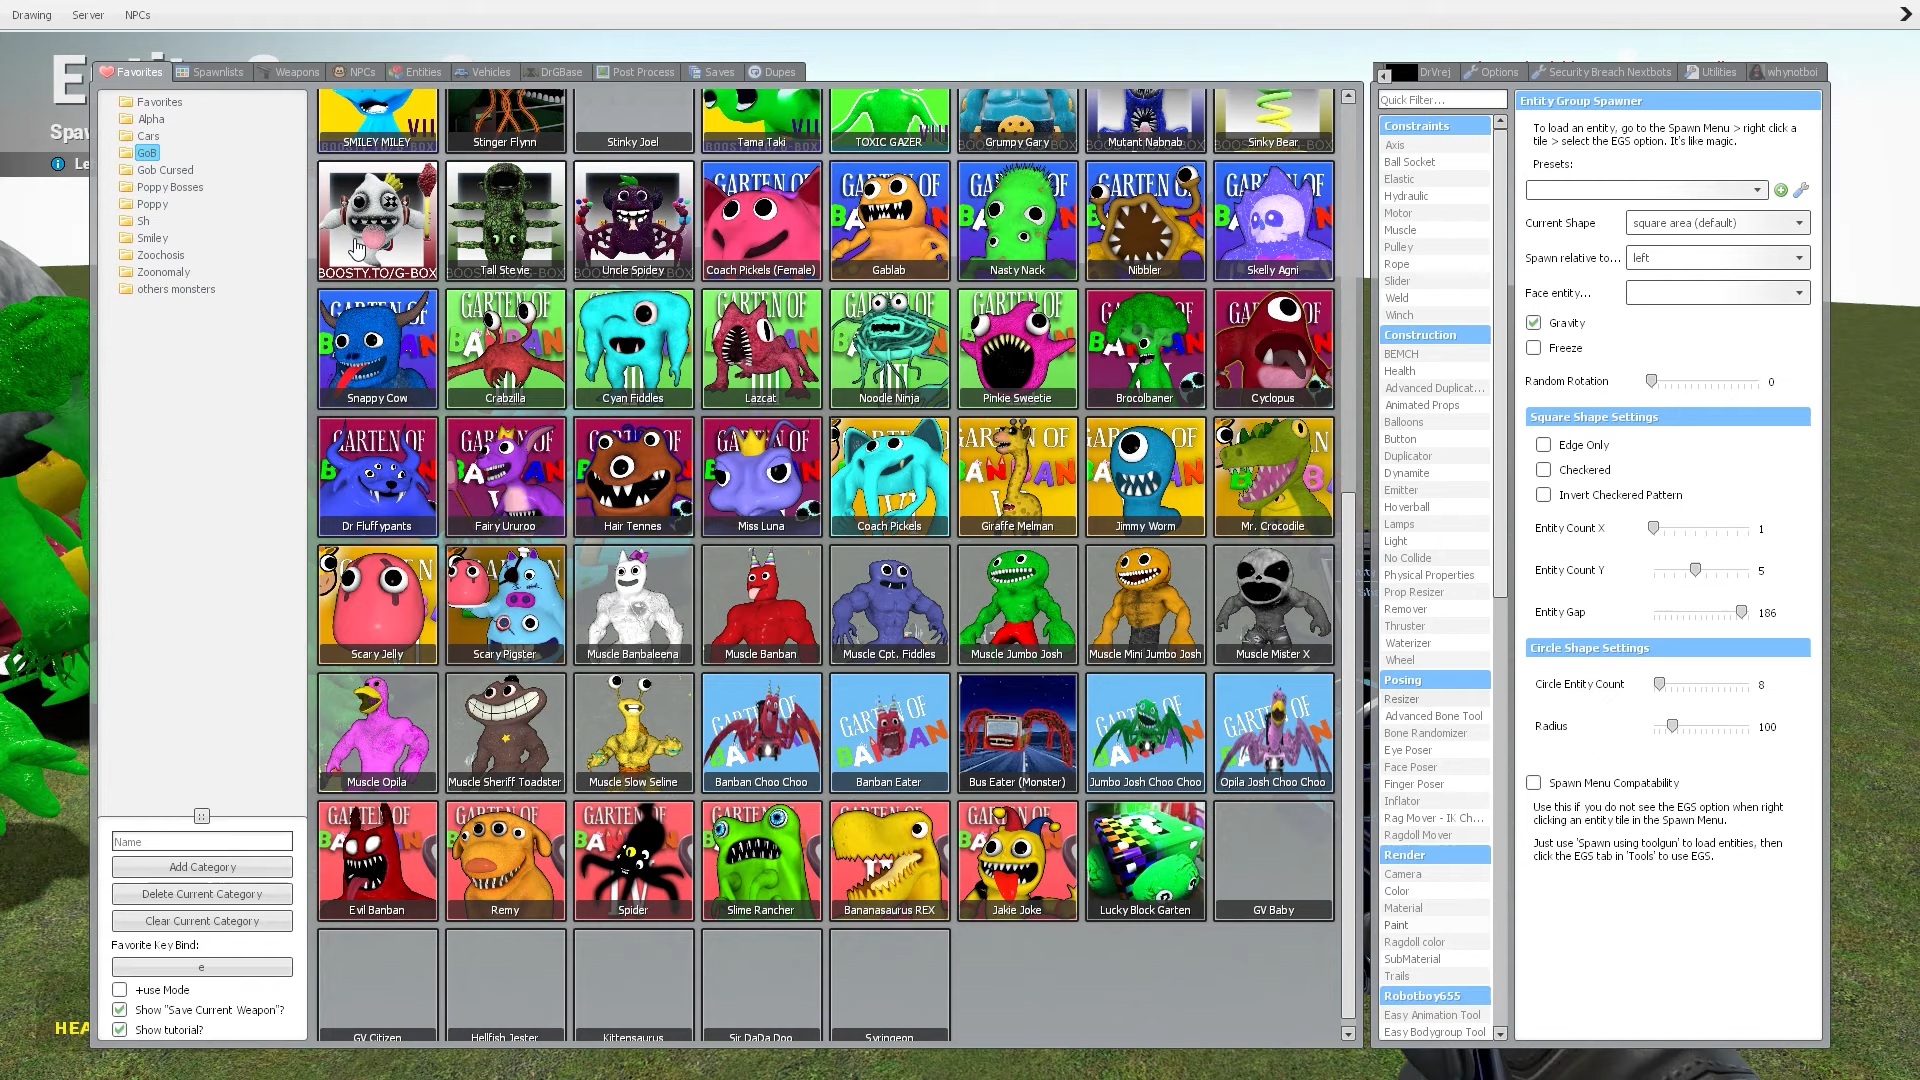 Drawing Server NPCs
Favorites Spawnlists Weapons NPCs Entities Vehicles DrGBase Post Process Saves Dupes
Favorites
Alpha
Cars
GoB
Gob Cursed
Poppy Bosses
Poppy
Sh
Smiley
Zoochosis
Zoonomaly
others monsters
Name
Add Category
Delete Current Category
Clear Current Category
Favorite Key Bind:
e
+use Mode
Show "Save Current Weapon"?
Show tutorial?
HEA
SMILEY MILEY Stinger Flynn Stinky Joel Tama Taki TOXIC GAZER Grumpy Gary Mutant Nabnab Sinky Bear
BOOSTY.TO/G-BOX Tall Stevie Uncle Spidey Coach Pickels (Female) Gablab Nasty Nack Nibbler Skelly Agni
Snappy Cow Crabzilla Cyan Fiddles Lazcat Noodle Ninja Pinkie Sweetie Brocolbaner Cyclopus
Dr Fluffypants Fairy Ururoo Hair Tennes Miss Luna Coach Pickels Giraffe Melman Jimmy Worm Mr. Crocodile
Scary Jelly Scary Pigster Muscle Banbaleena Muscle Banban Muscle Cpt. Fiddles Muscle Jumbo Josh Muscle Mini Jumbo Josh Muscle Mister X
Muscle Opila Muscle Sheriff Toadster Muscle Slow Seline Banban Choo Choo Banban Eater Bus Eater (Monster) Jumbo Josh Choo Choo Opila Josh Choo Choo
Evil Banban Remy Spider Slime Rancher Bananasaurus REX Jakie Joke Lucky Block Garten GV Baby
GV Citizen Hellfish Jester Kittensaurus Sir DaDa Doo Syringeon
DrVrej Options Security Breach Nextbots Utilities whynotboi
Quick Filter...
Constraints
Axis
Ball Socket
Elastic
Hydraulic
Motor
Muscle
Pulley
Rope
Slider
Weld
Winch
Construction
BEMCH
Health
Advanced Duplicat...
Animated Props
Balloons
Button
Duplicator
Dynamite
Emitter
Hoverball
Lamps
Light
No Collide
Physical Properties
Prop Resizer
Remover
Thruster
Waterizer
Wheel
Posing
Resizer
Advanced Bone Tool
Bone Randomizer
Eye Poser
Face Poser
Finger Poser
Inflator
Rag Mover - IK Ch...
Ragdoll Mover
Render
Camera
Color
Material
Paint
Ragdoll color
SubMaterial
Trails
Robotboy655
Easy Animation Tool
Easy Bodygroup Tool
Entity Group Spawner
To load an entity, go to the Spawn Menu > right click a
tile > select the EGS option. It's like magic.
Presets:
Current Shape square area (default)
Spawn relative to... left
Face entity...
Gravity
Freeze
Random Rotation 0
Square Shape Settings
Edge Only
Checkered
Invert Checkered Pattern
Entity Count X 1
Entity Count Y 5
Entity Gap 186
Circle Shape Settings
Circle Entity Count 8
Radius 100
Spawn Menu Compatability
Use this if you do not see the EGS option when right
clicking an entity tile in the Spawn Menu.
Just use 'Spawn using toolgun' to load entities, then
click the EGS tab in 'Tools' to use EGS.